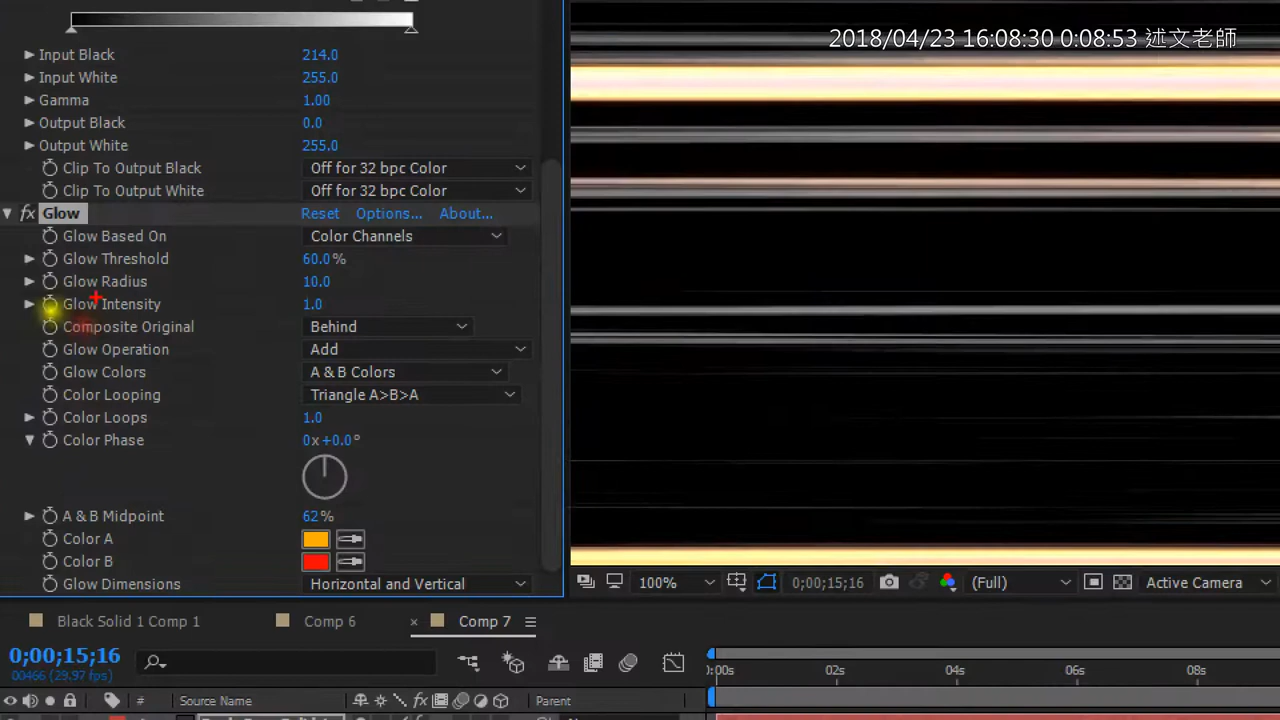 2018/04/23 16:08:30 0:08:53 述文老師
Input Black 214.0
Input White 255.0
Gamma 1.00
Output Black 0.0
Output White 255.0
Clip To Output Black Off for 32 bpc Color
Clip To Output White Off for 32 bpc Color
fx Glow Reset Options... About...
Glow Based On Color Channels
Glow Threshold 60.0%
Glow Radius 10.0
Glow Intensity 1.0
Composite Original Behind
Glow Operation Add
Glow Colors A & B Colors
Color Looping Triangle A>B>A
Color Loops 1.0
Color Phase 0x+0.0°
A & B Midpoint 62%
Color A
Color B
Glow Dimensions Horizontal and Vertical
100% 0;00;15;16 (Full) Active Camera
Black Solid 1 Comp 1 Comp 6 × Comp 7
0;00;15;16
00466 (29.97 fps)
:00s 02s 04s 06s 08s
# Source Name fx Parent